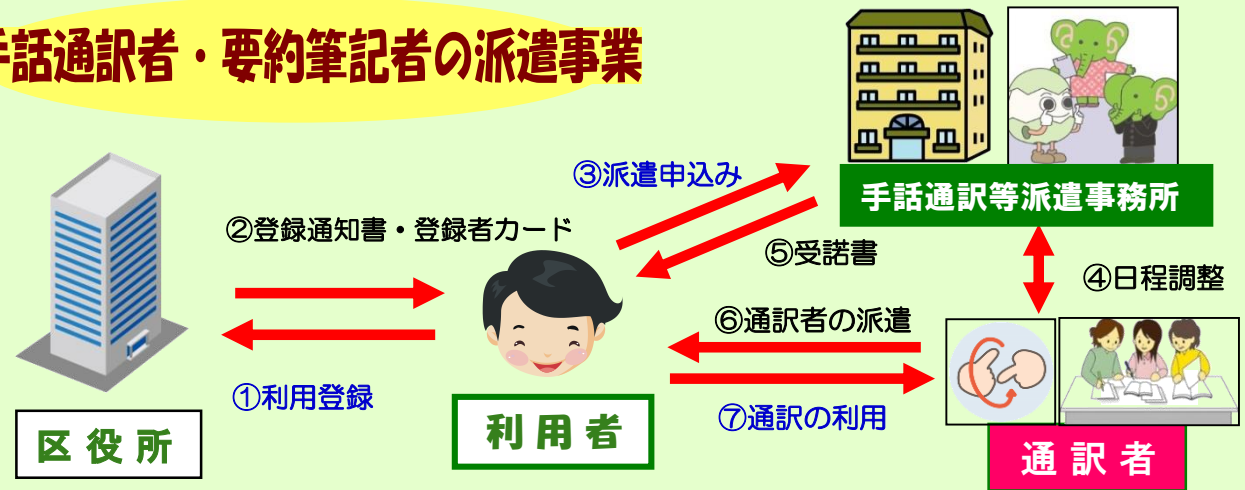 手話通訳者・要約筆記者の派遣事業
③派遣申込み
手話通訳等派遣事務所
②登録通知書・登録者カード
⑤受諾書
④日程調整
⑥通訳者の派遣
①利用登録
⑦通訳の利用
区役所
利用者
通訳者